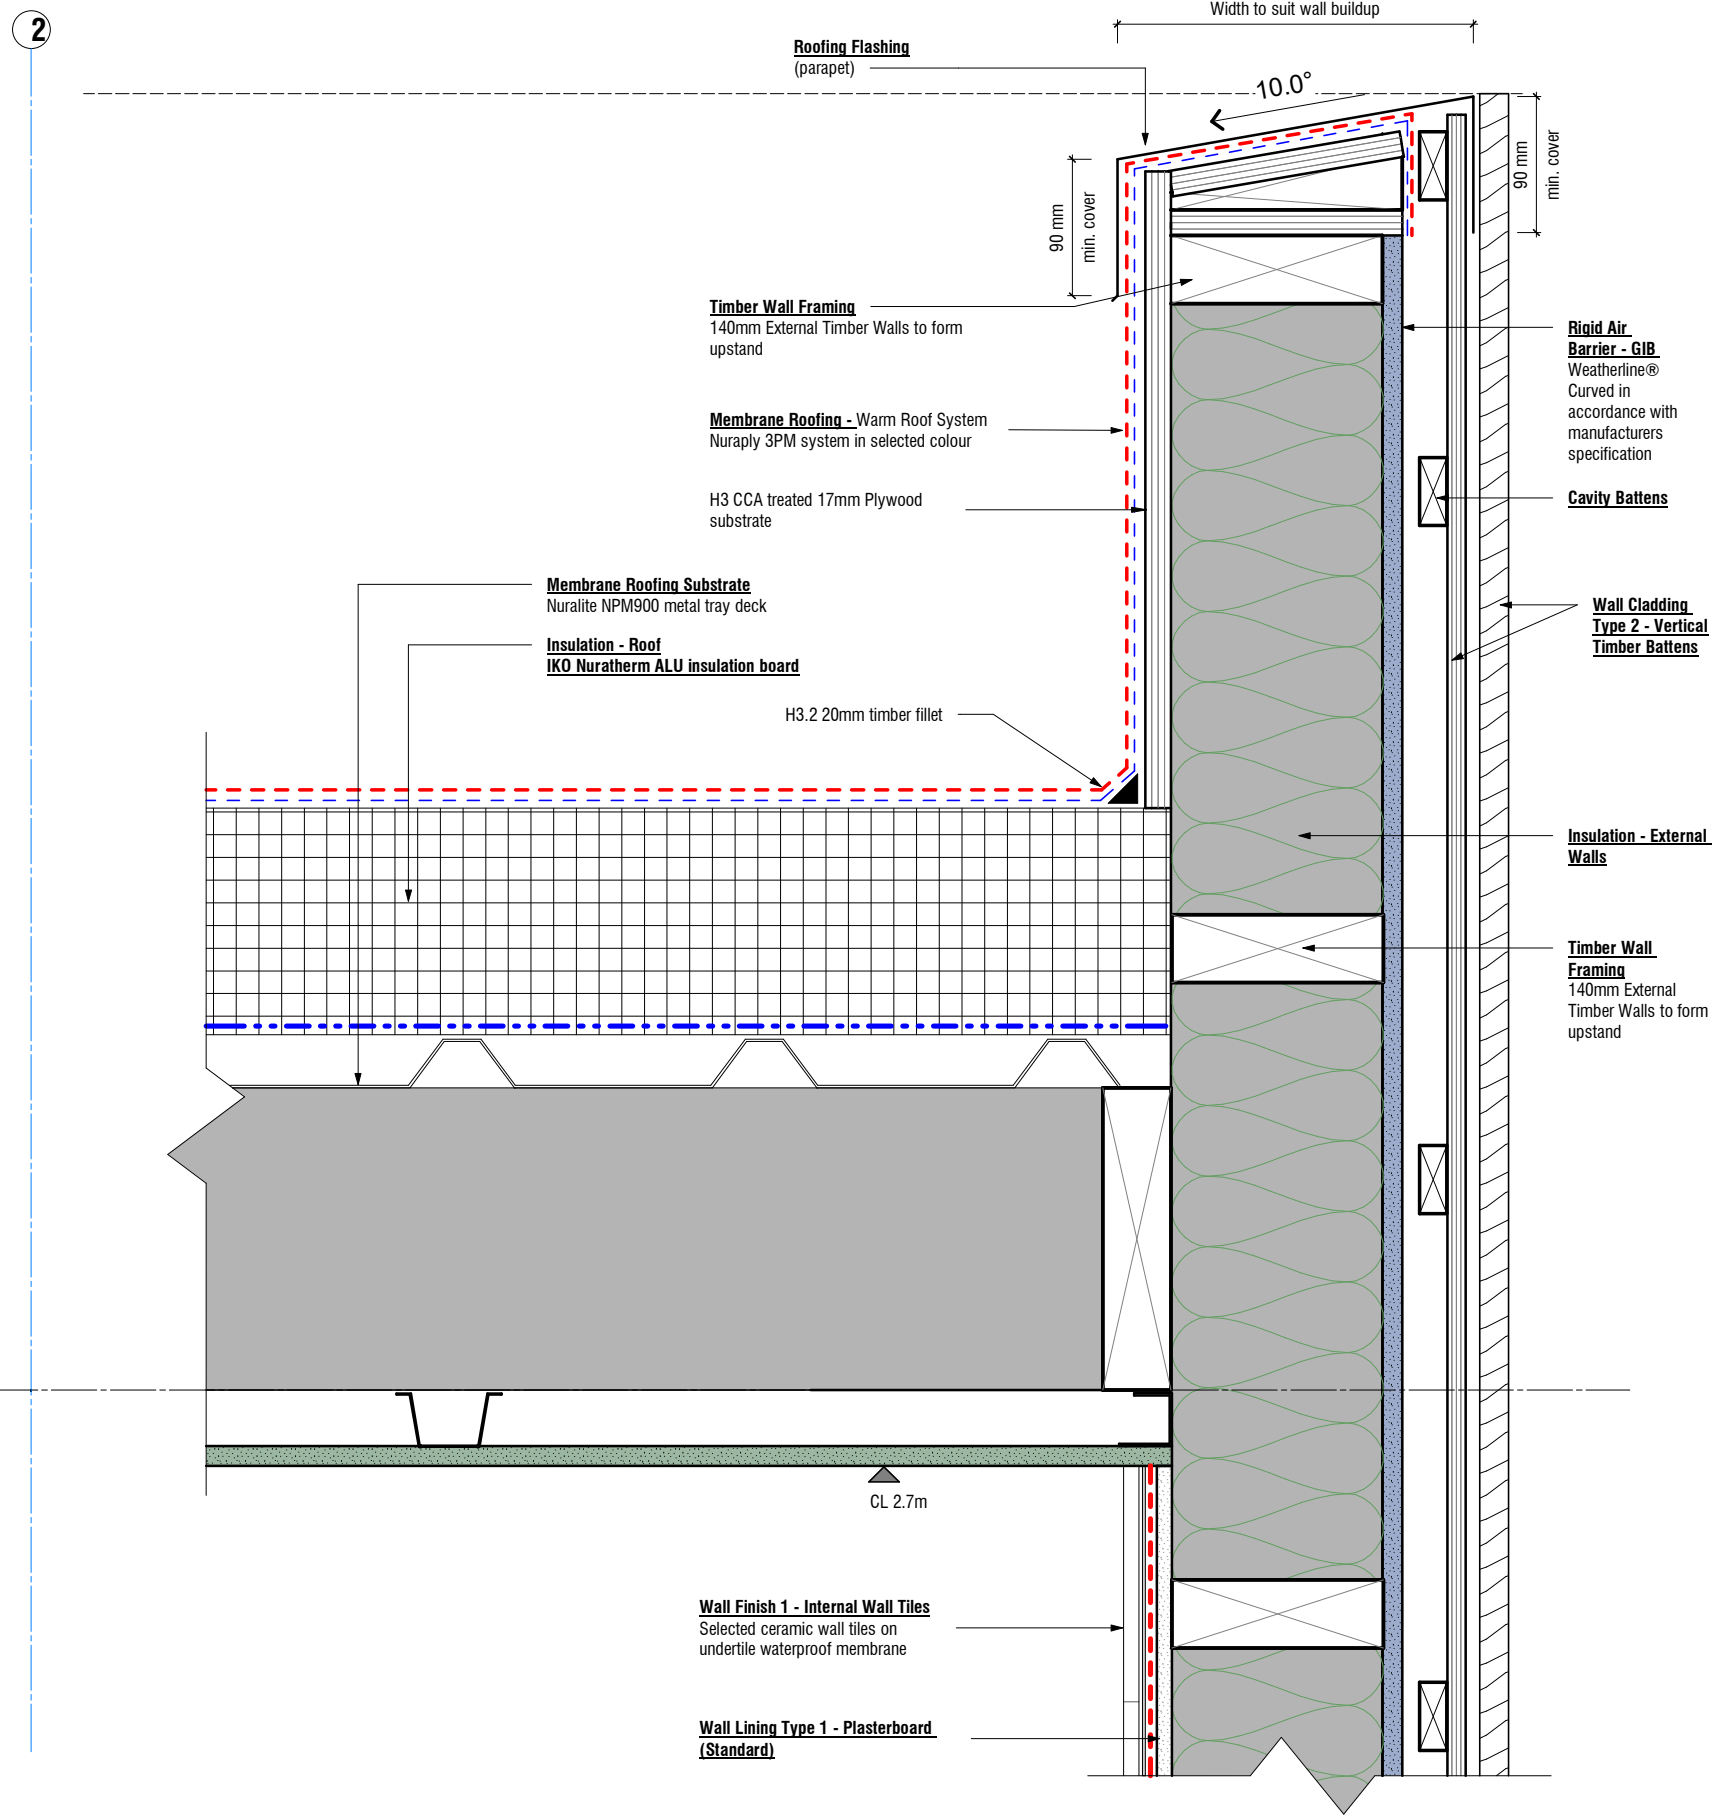 2
Width to suit wall buildup
Roofing Flashing
(parapet)
10.0°
90 mm
min. cover
90 mm
min. cover
Timber Wall Framing
140mm External Timber Walls to form
upstand
Rigid Air
Barrier - GIB
Weatherline®
Curved in
accordance with
manufacturers
specification
Membrane Roofing - Warm Roof System
Nuraply 3PM system in selected colour
H3 CCA treated 17mm Plywood
substrate
Cavity Battens
Membrane Roofing Substrate
Nuralite NPM900 metal tray deck
Wall Cladding
Type 2 - Vertical
Timber Battens
Insulation - Roof
IKO Nuratherm ALU insulation board
H3.2 20mm timber fillet
Insulation - External
Walls
Timber Wall
Framing
140mm External
Timber Walls to form
upstand
CL 2.7m
Wall Finish 1 - Internal Wall Tiles
Selected ceramic wall tiles on
undertile waterproof membrane
Wall Lining Type 1 - Plasterboard
(Standard)